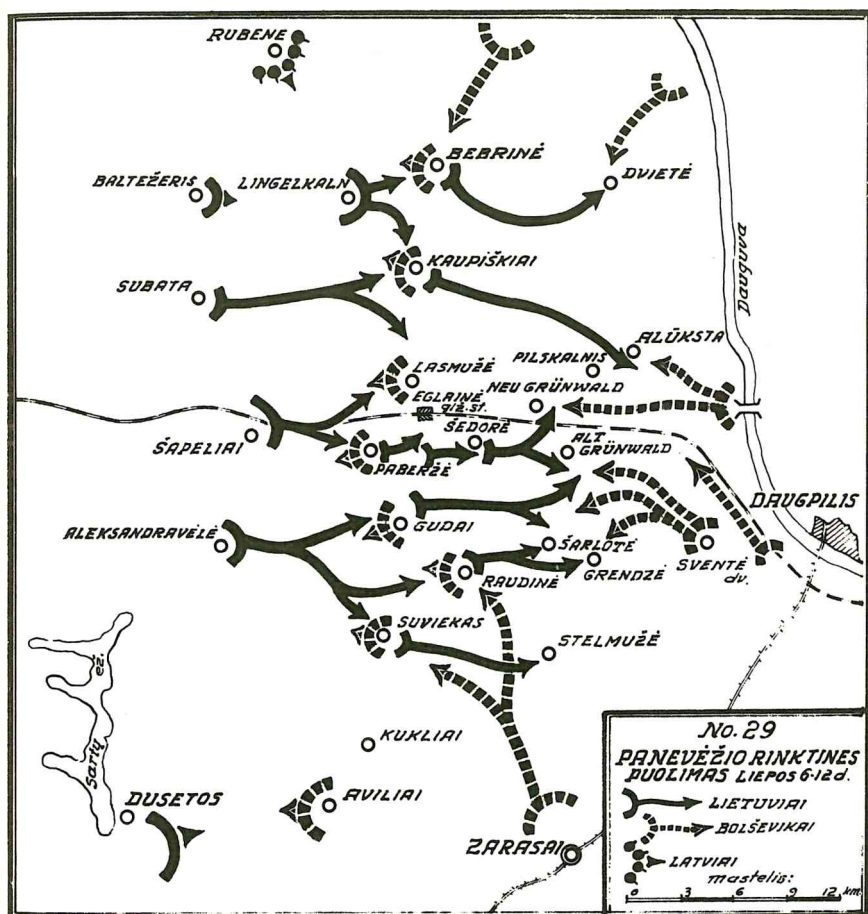 RUBENE
BEBRINĖ
BALTEŽERIS
LINGELKALN
DVIETĖ
Dauguva
KAUPIŠKIAI
SUBATA
ALŪKSTA
PILSKALNIS
LASMUŽĖ
NEU GRÜNWALD
EGLAINĖ
glž. st.
ŠEDORĖ
ŠAPELIAI
ALT
GRÜNWALD
PABERŽĖ
DAUGPILIS
ALEKSANDRAVĖLĖ
GUDAI
ŠARLOTĖ
SVENTĖ
dv.
GRENDZĖ
RAUDINĖ
SUVIEKAS
STELMUŽĖ
Sartų
ež.
KUKLIAI
DUSETOS
AVILIAI
ZARASAI
No. 29
PANEVĖŽIO RINKTINĖS
PUOLIMAS LIEPOS 6-12 d.
LIETUVIAI
BOLŠEVIKAI
LATVIAI
mastelis:
0 3 6 9 12 km